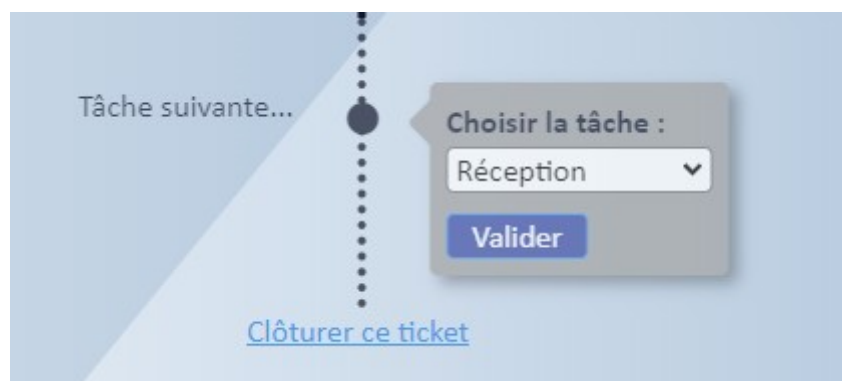 Tâche suivante...
Choisir la tâche :
Réception
Valider
Clôturer ce ticket